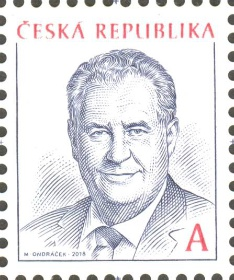 ČESKÁ REPUBLIKA
M. ONDRÁČEK - 2018
A